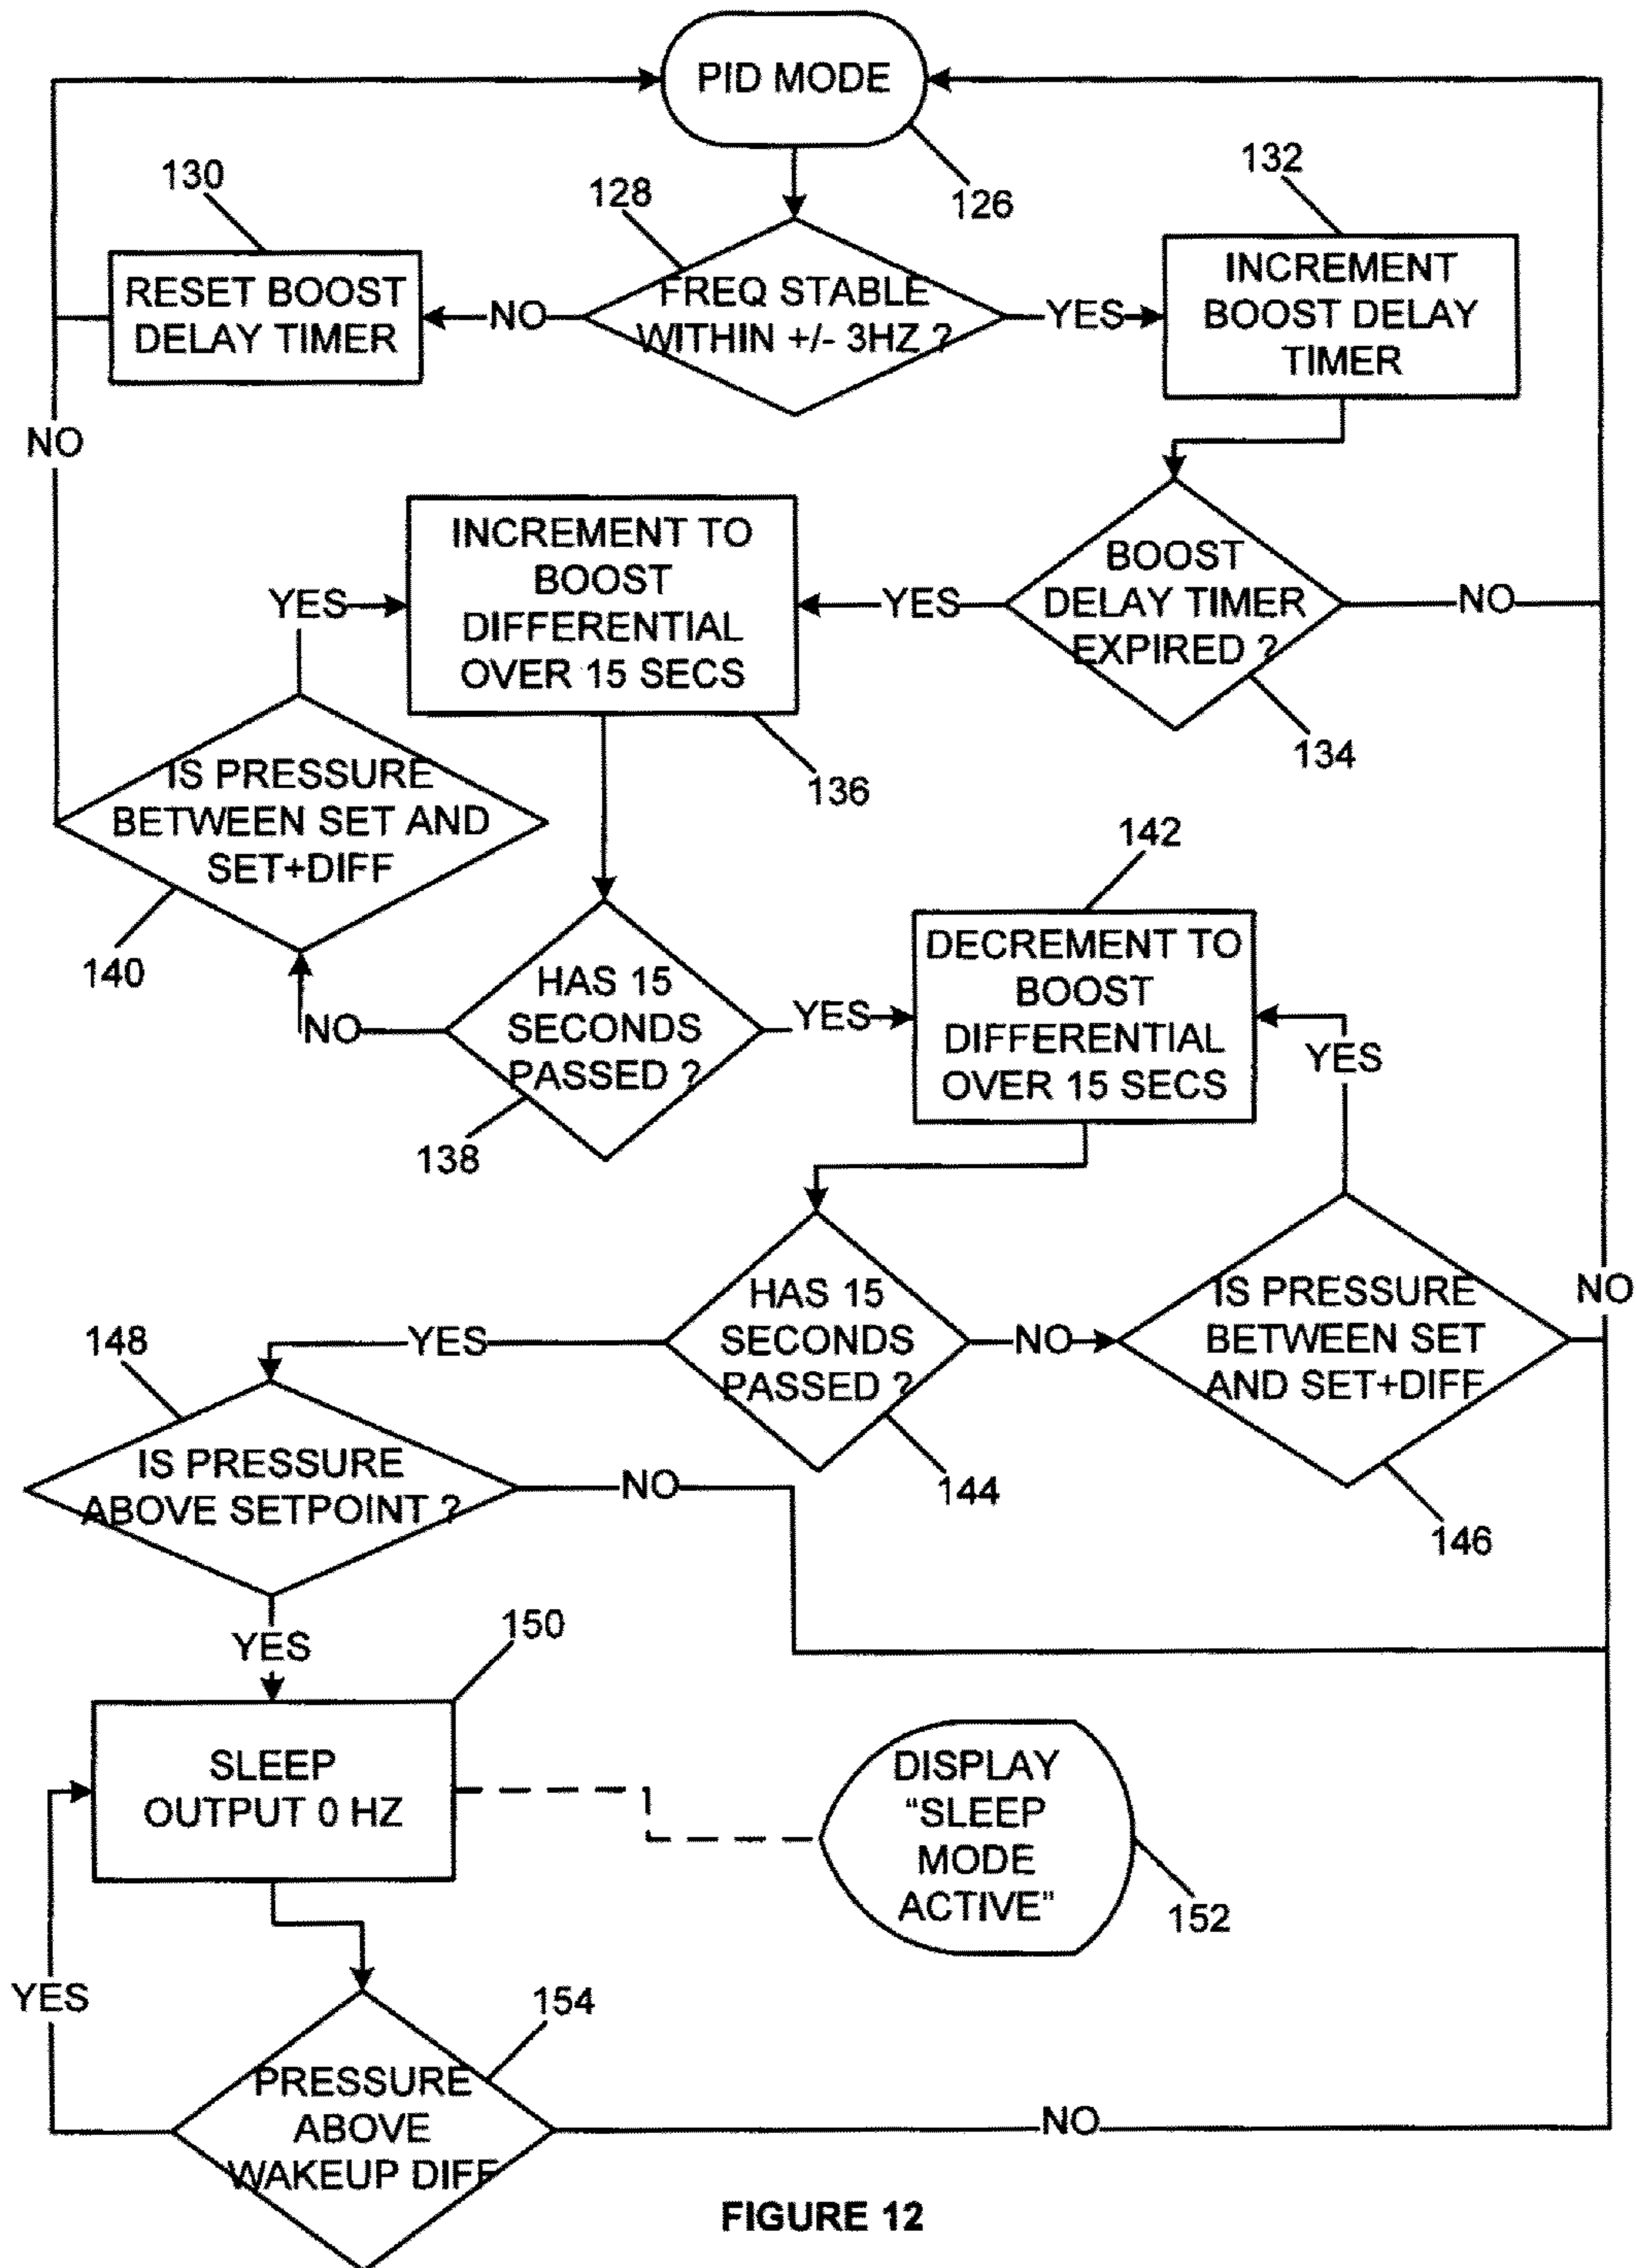 PID MODE
126
128
130
132
RESET BOOST
DELAY TIMER
NO
FREQ STABLE
WITHIN +/- 3HZ ?
YES
INCREMENT
BOOST DELAY
TIMER
NO
INCREMENT TO
BOOST
DIFFERENTIAL
OVER 15 SECS
YES
YES
BOOST
DELAY TIMER
EXPIRED ?
NO
134
136
IS PRESSURE
BETWEEN SET AND
SET+DIFF
140
142
HAS 15
SECONDS
PASSED ?
NO
YES
138
DECREMENT TO
BOOST
DIFFERENTIAL
OVER 15 SECS
YES
HAS 15
SECONDS
PASSED ?
YES
NO
144
IS PRESSURE
BETWEEN SET
AND SET+DIFF
NO
146
148
IS PRESSURE
ABOVE SETPOINT ?
NO
YES
150
SLEEP
OUTPUT 0 HZ
DISPLAY
“SLEEP
MODE
ACTIVE”
152
YES
154
PRESSURE
ABOVE
WAKEUP DIFF
NO
FIGURE 12